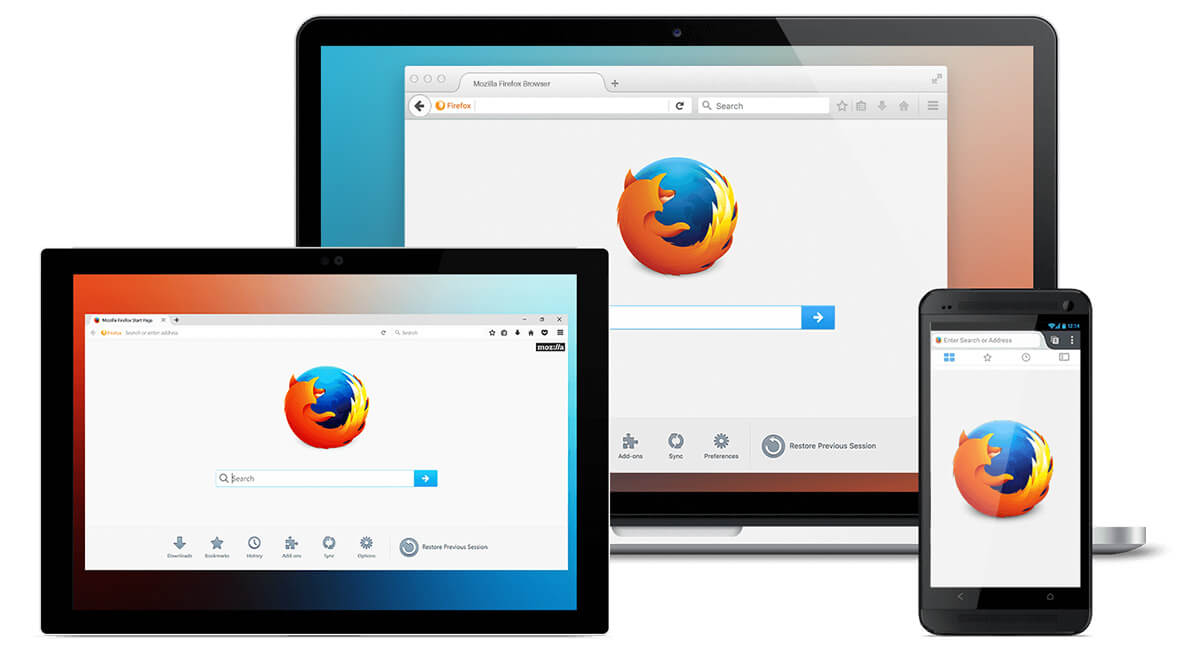 Mozilla Firefox Browser
Firefox
Search
Add-ons
Sync
Preferences
Restore Previous Session
Mozilla Firefox Start Page
Firefox
Search or enter address
Search
moz://a
Search
Downloads
Bookmarks
History
Add-ons
Sync
Options
Restore Previous Session
12:14
Enter Search or Address